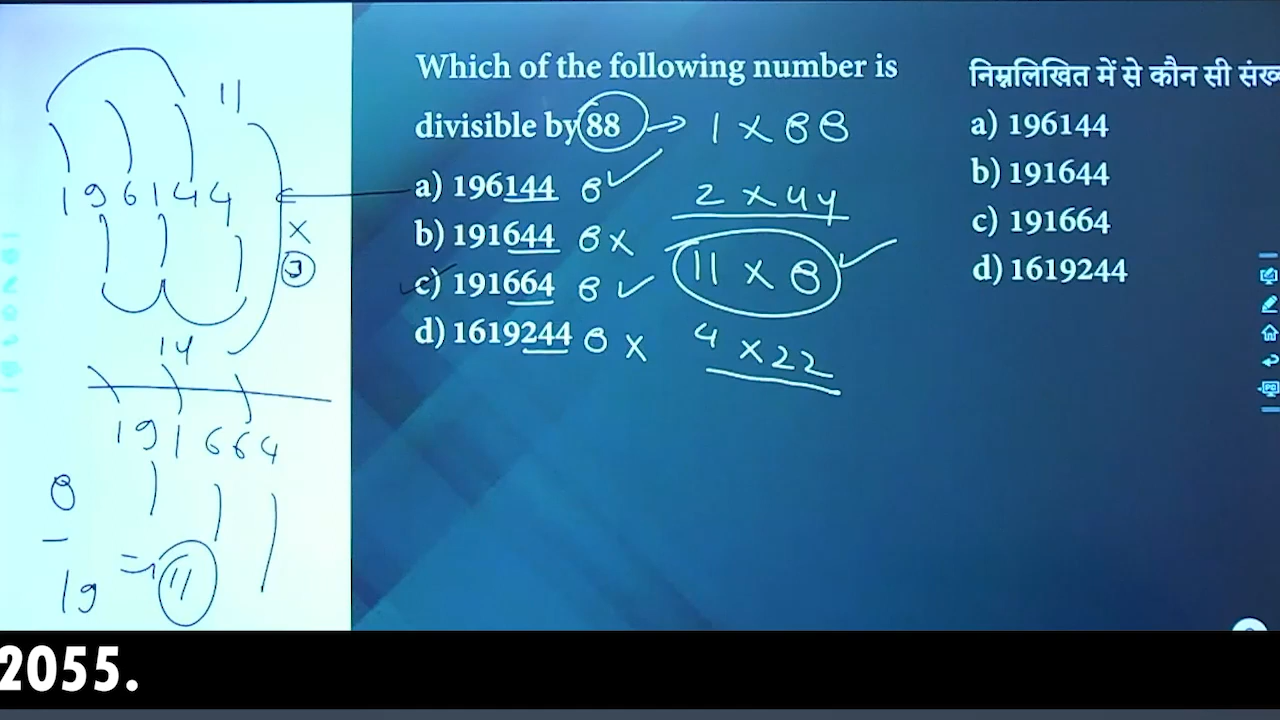 11
196144
x
3
14
191664
8
-
19
= 11
Which of the following number is
divisible by 88 → 1 x 88
a) 196144 8 ✓
2 x 44
b) 191644 8 x
11 x 8 ✓
c) 191664 8 ✓
d) 1619244 8 x
4 x 22
निम्नलिखित में से कौन सी
a) 196144
b) 191644
c) 191664
d) 1619244
2055.